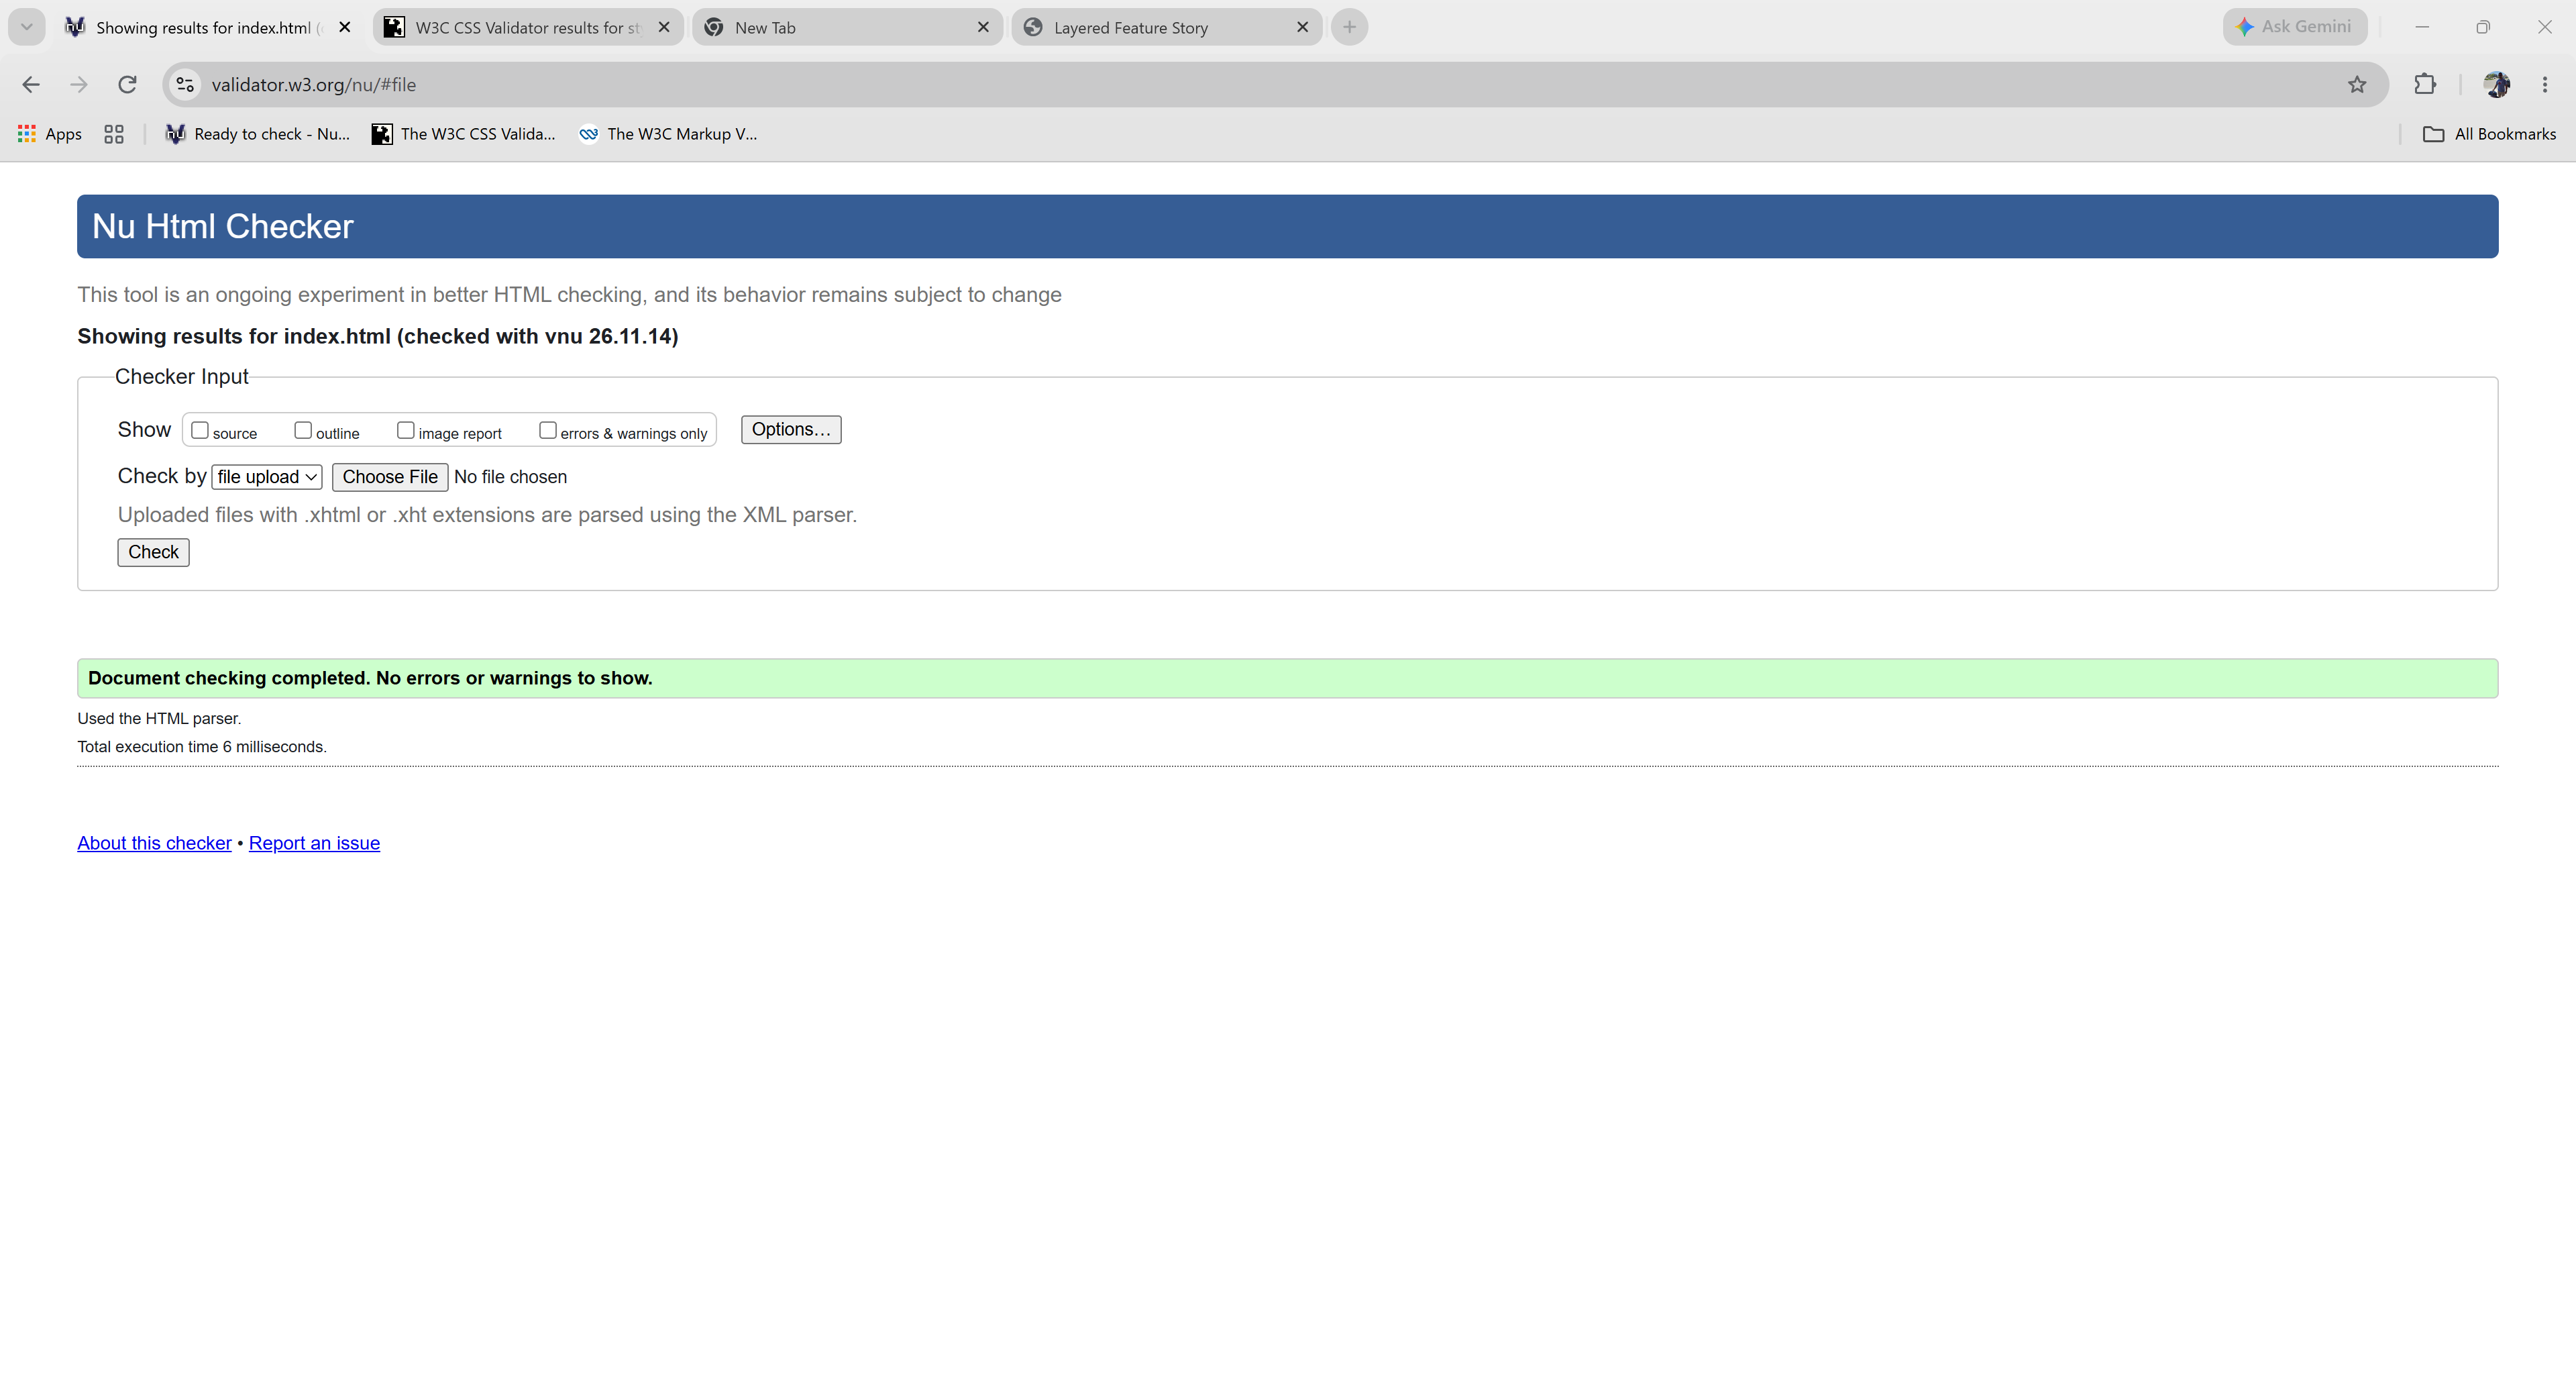 Showing results for index.html
W3C CSS Validator results for st
New Tab
Layered Feature Story
Ask Gemini
validator.w3.org/nu/#file
Apps
Ready to check - Nu...
The W3C CSS Valida...
The W3C Markup V...
All Bookmarks
Nu Html Checker
This tool is an ongoing experiment in better HTML checking, and its behavior remains subject to change
Showing results for index.html (checked with vnu 26.11.14)
Checker Input
Show source outline image report errors & warnings only Options...
Check by file upload Choose File No file chosen
Uploaded files with .xhtml or .xht extensions are parsed using the XML parser.
Check
Document checking completed. No errors or warnings to show.
Used the HTML parser.
Total execution time 6 milliseconds.
About this checker • Report an issue